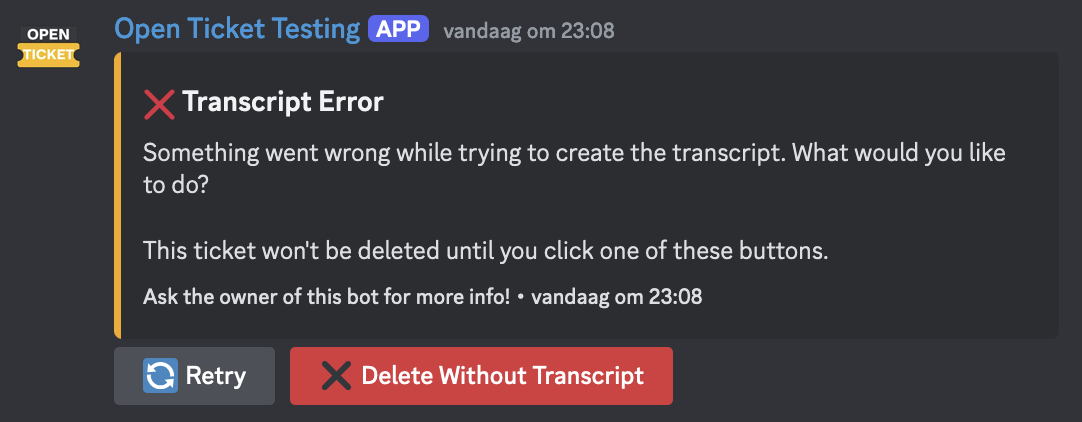 OPEN
TICKET
Open Ticket Testing APP vandaag om 23:08
Transcript Error
Something went wrong while trying to create the transcript. What would you like
to do?
This ticket won't be deleted until you click one of these buttons.
Ask the owner of this bot for more info! • vandaag om 23:08
Retry
Delete Without Transcript